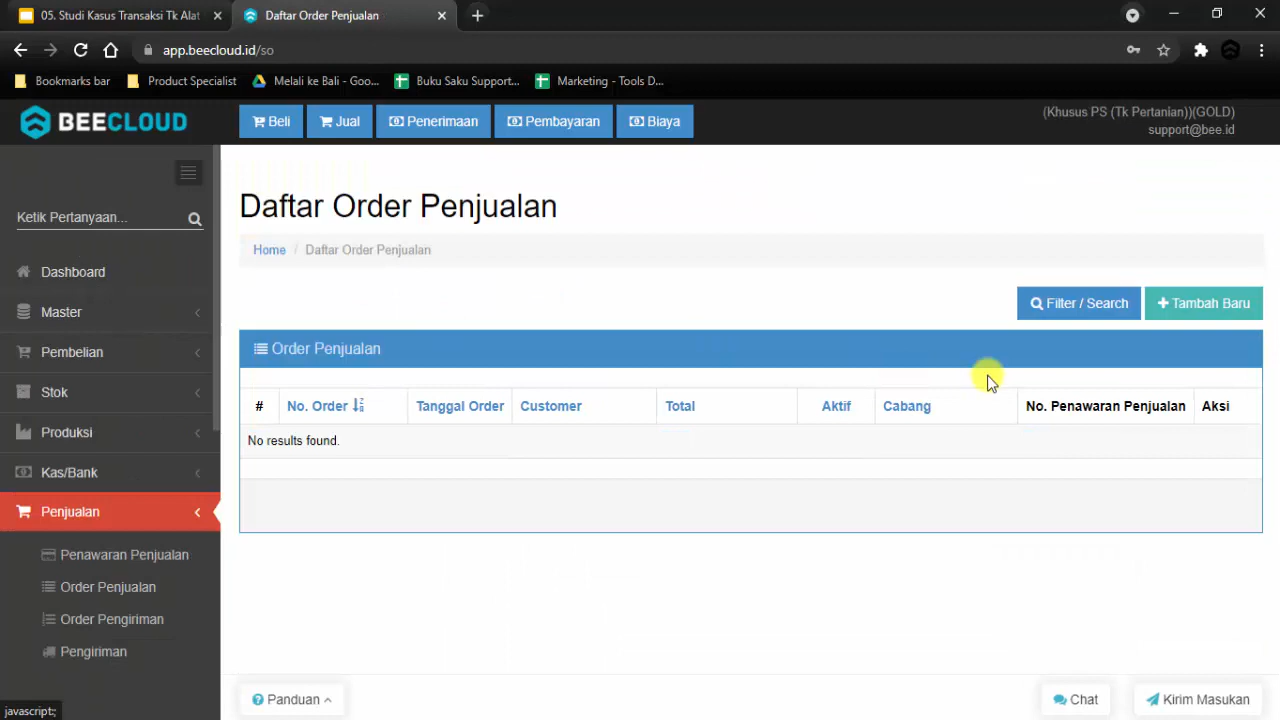 05. Studi Kasus Transaksi Tk Alat
Daftar Order Penjualan
app.beecloud.id/so
Bookmarks bar
Product Specialist
Melali ke Bali - Goo...
Buku Saku Support...
Marketing - Tools D...
BEECLOUD
Beli
Jual
Penerimaan
Pembayaran
Biaya
(Khusus PS (Tk Pertanian))(GOLD)
support@bee.id
Ketik Pertanyaan...
Dashboard
Master
Pembelian
Stok
Produksi
Kas/Bank
Penjualan
Penawaran Penjualan
Order Penjualan
Order Pengiriman
Pengiriman
javascript:;
Daftar Order Penjualan
Home / Daftar Order Penjualan
Filter / Search
+ Tambah Baru
Order Penjualan
# No. Order Tanggal Order Customer Total Aktif Cabang No. Penawaran Penjualan Aksi
No results found.
Panduan
Chat
Kirim Masukan